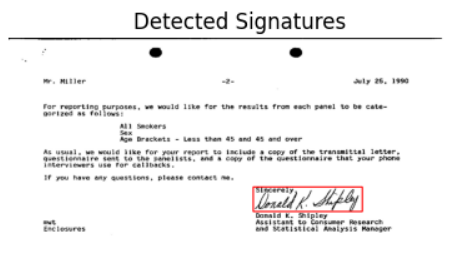 Detected Signatures
Mr. Miller -2- July 25, 1990
For reporting purposes, we would like for the results from each panel to be cate-
gorized as follows:
All Smokers
Sex
Age Brackets - Less than 45 and 45 and over
As usual, we would like for your report to include a copy of the transmittal letter,
questionnaire sent to the panelists, and a copy of the questionnaire that your phone
interviewers use for callbacks.
If you have any questions, please contact me.
Sincerely,
Donald K. Shipley
Donald K. Shipley
Assistant to Consumer Research
and Statistical Analysis Manager
mwt
Enclosures